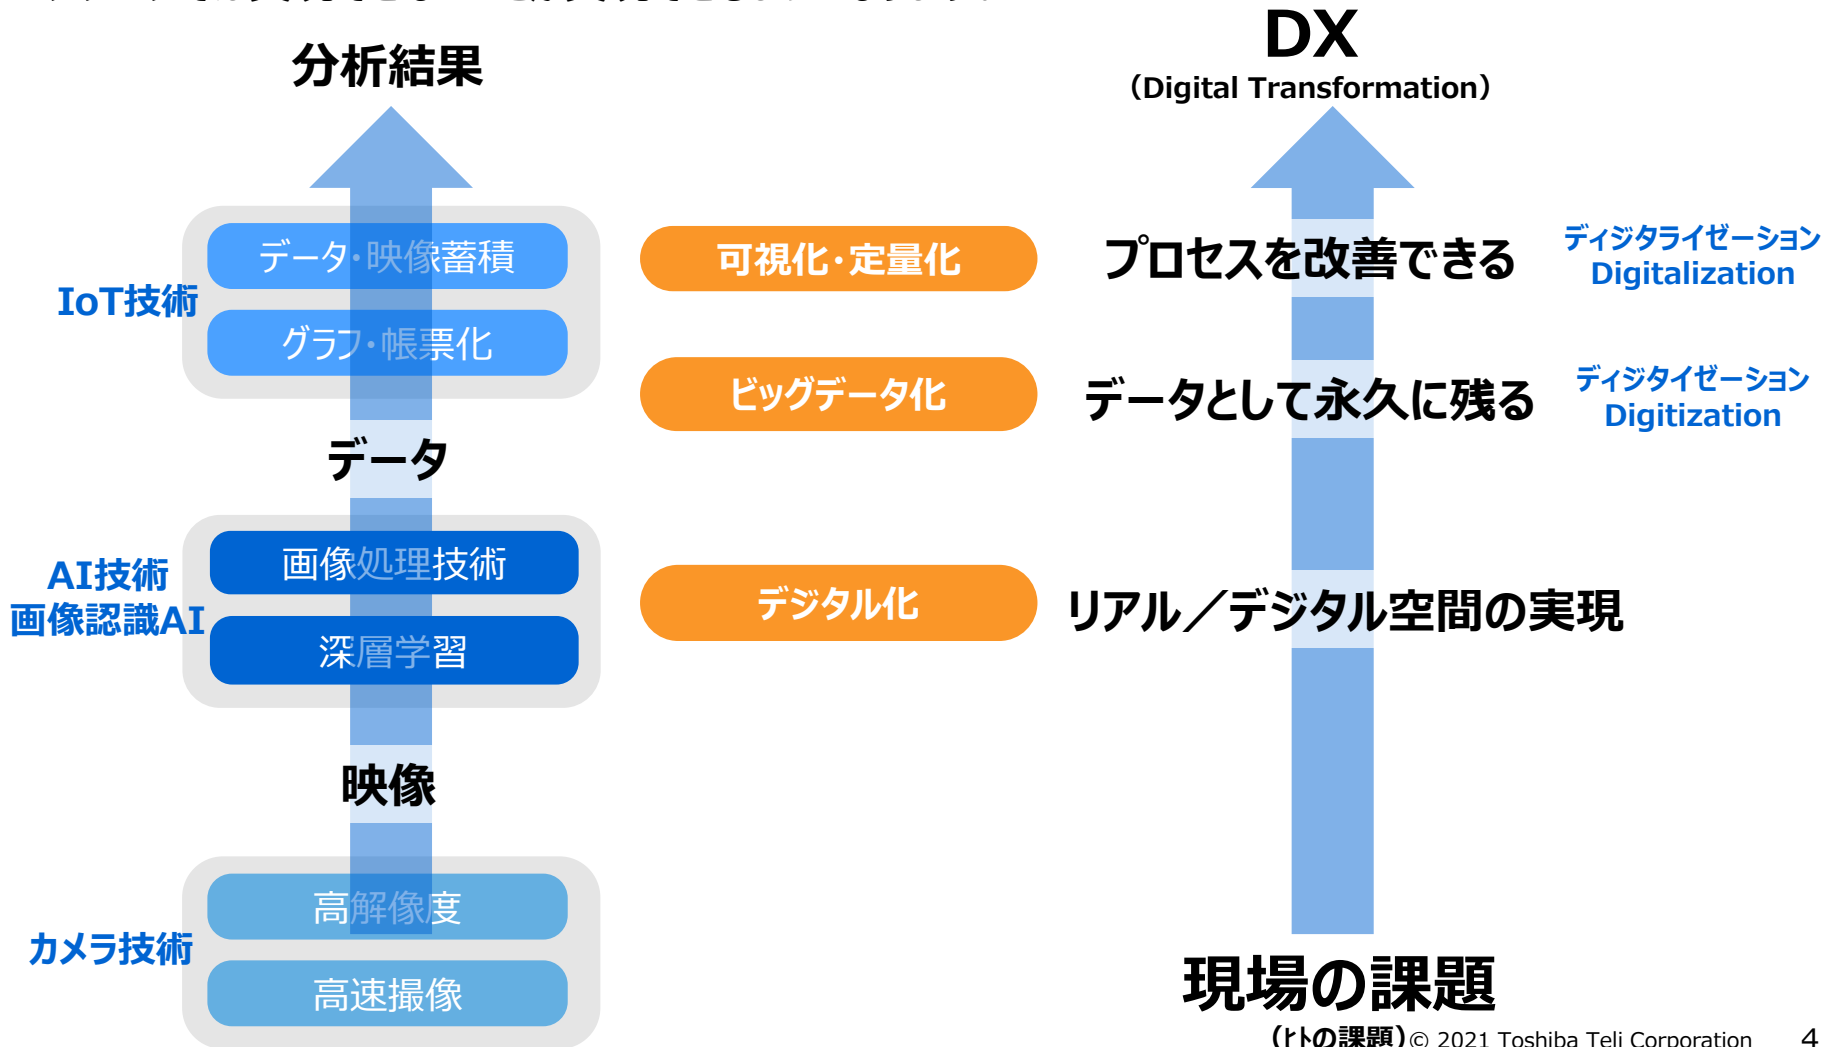 分析結果
DX
（Digital Transformation）
データ・映像蓄積
可視化・定量化
プロセスを改善できる
ディジタライゼーション
Digitalization
IoT技術
グラフ・帳票化
ビッグデータ化
データとして永久に残る
ディジタイゼーション
Digitization
データ
AI技術
画像認識AI
画像処理技術
深層学習
デジタル化
リアル／デジタル空間の実現
映像
カメラ技術
高解像度
高速撮像
現場の課題
（ヒトの課題）© 2021 Toshiba Teli Corporation 4